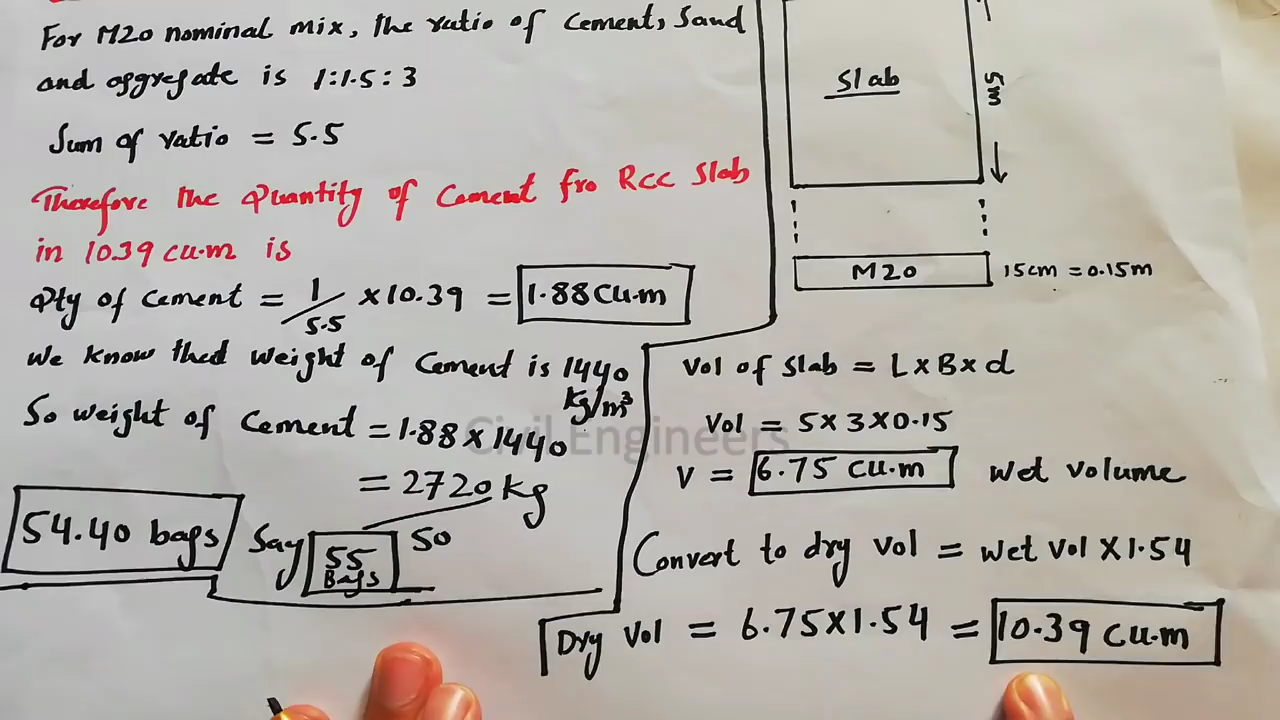 For M20 nominal mix, the ratio of cement, sand
and aggregate is 1:1.5:3
Sum of ratio = 5.5
Therefore the Quantity of Cement fro RCC Slab
in 10.39 cu.m is
Qty of cement = 1/5.5 × 10.39 = 1.88 cu.m
We know thed weight of Cement is 1440 kg/m³
So weight of Cement = 1.88 × 1440
= 2720 kg
50
54.40 bags Say 55 Bags
Slab
5m
M20 15cm = 0.15m
Vol of Slab = L × B × d
Vol = 5 × 3 × 0.15
V = 6.75 cu.m wet volume
Convert to dry vol = wet vol × 1.54
Dry Vol = 6.75 × 1.54 = 10.39 cu.m
Civil Engineers